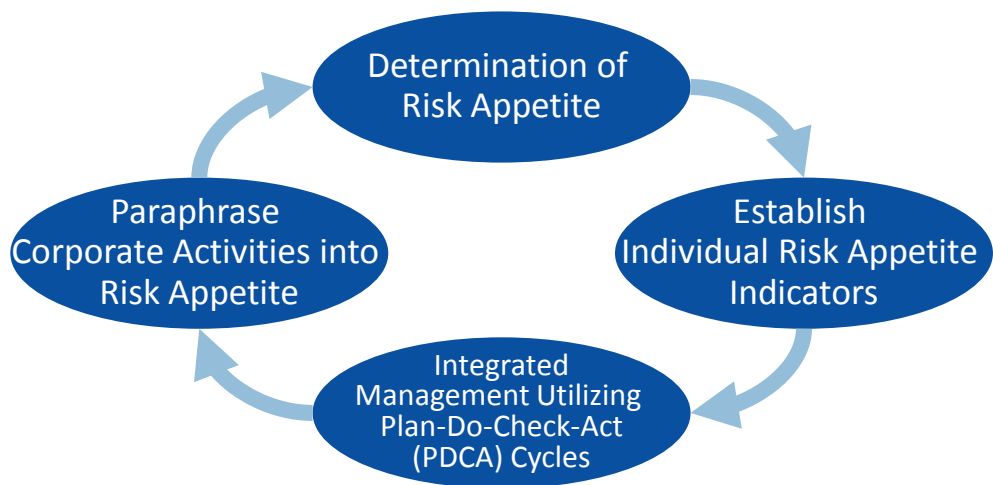 Determination of
Risk Appetite
Establish
Individual Risk Appetite
Indicators
Integrated
Management Utilizing
Plan-Do-Check-Act
(PDCA) Cycles
Paraphrase
Corporate Activities into
Risk Appetite